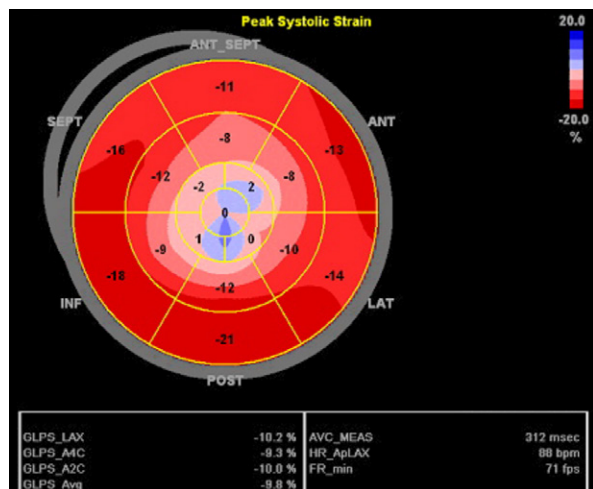 Peak Systolic Strain
20.0
-20.0
%
ANT_SEPT
SEPT
ANT
INF
LAT
POST
-11
-16
-13
-8
-12
-8
-2
2
0
1
0
-9
-10
-18
-12
-14
-21
GLPS_LAX -10.2 %
GLPS_A4C -9.3 %
GLPS_A2C -10.0 %
GLPS_Avg -9.8 %
AVC_MEAS 312 msec
HR_ApLAX 88 bpm
FR_min 71 fps